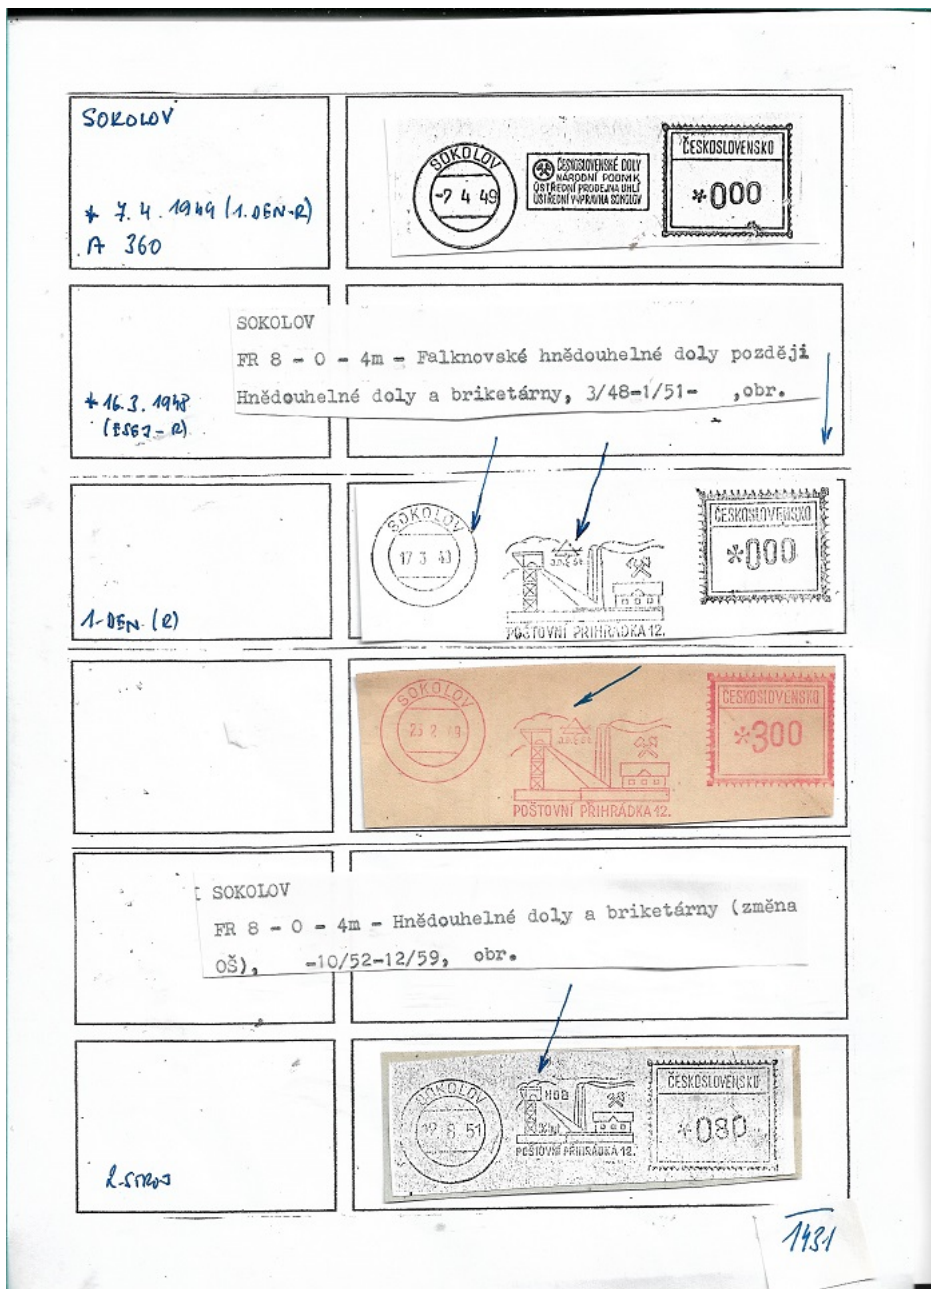 SOKOLOV
* 7.4.1949 (1.DEN-R)
A 360
SOKOLOV
-7 4 49
ČESKOSLOVENSKÉ DOLY
NÁRODNÍ PODNIK
ÚSTŘEDNÍ PRODEJNA UHLÍ
ÚSTŘEDNÍ VÝPRAVNA SOKOLOV
ČESKOSLOVENSKO
*000
SOKOLOV
FR 8 - 0 - 4m - Falknovské hnědouhelné doly později
Hnědouhelné doly a briketárny, 3/48-1/51- ,obr.
* 16.3.1948
SOKOLOV
17 3
POŠTOVNÍ PŘIHRÁDKA 12.
ČESKOSLOVENSKO
*000
1-DEN (R)
SOKOLOV
POŠTOVNÍ PŘIHRÁDKA 12.
ČESKOSLOVENSKO
*300
SOKOLOV
FR 8 - 0 - 4m - Hnědouhelné doly a briketárny (změna
OŠ), -10/52-12/59, obr.
SOKOLOV
12 8 51
HDB
POŠTOVNÍ PŘIHRÁDKA 12.
ČESKOSLOVENSKO
*080
2-STROJ
1431